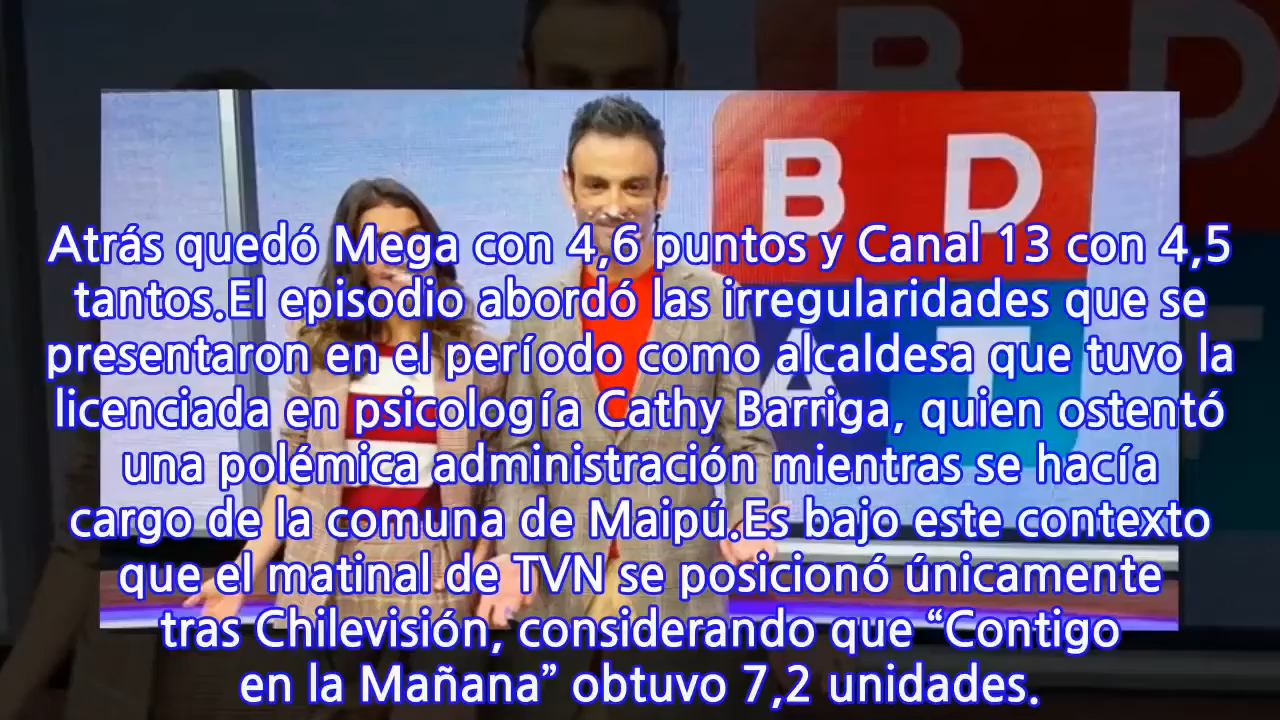 B D
B D
A T
Atrás quedó Mega con 4,6 puntos y Canal 13 con 4,5
tantos.El episodio abordó las irregularidades que se
presentaron en el período como alcaldesa que tuvo la
licenciada en psicología Cathy Barriga, quien ostentó
una polémica administración mientras se hacía
cargo de la comuna de Maipú.Es bajo este contexto
que el matinal de TVN se posicionó únicamente
tras Chilevisión, considerando que “Contigo
en la Mañana” obtuvo 7,2 unidades.